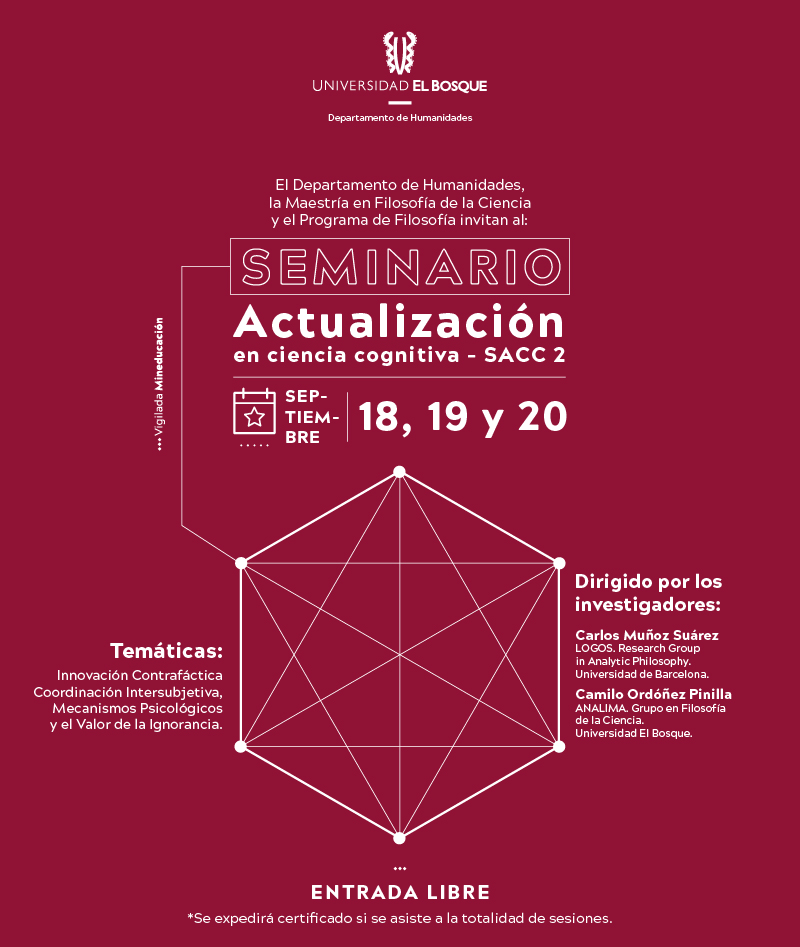 UNIVERSIDAD EL BOSQUE
Departamento de Humanidades
El Departamento de Humanidades,
la Maestría en Filosofía de la Ciencia
y el Programa de Filosofía invitan al:
SEMINARIO
Actualización
en ciencia cognitiva - SACC 2
SEP-
TIEM-
BRE
18, 19 y 20
Vigilada Mineducación
Temáticas:
Innovación Contrafáctica
Coordinación Intersubjetiva,
Mecanismos Psicológicos
y el Valor de la Ignorancia.
Dirigido por los
investigadores:
Carlos Muñoz Suárez
LOGOS. Research Group
in Analytic Philosophy.
Universidad de Barcelona.
Camilo Ordóñez Pinilla
ANALIMA. Grupo en Filosofía
de la Ciencia.
Universidad El Bosque.
ENTRADA LIBRE
*Se expedirá certificado si se asiste a la totalidad de sesiones.